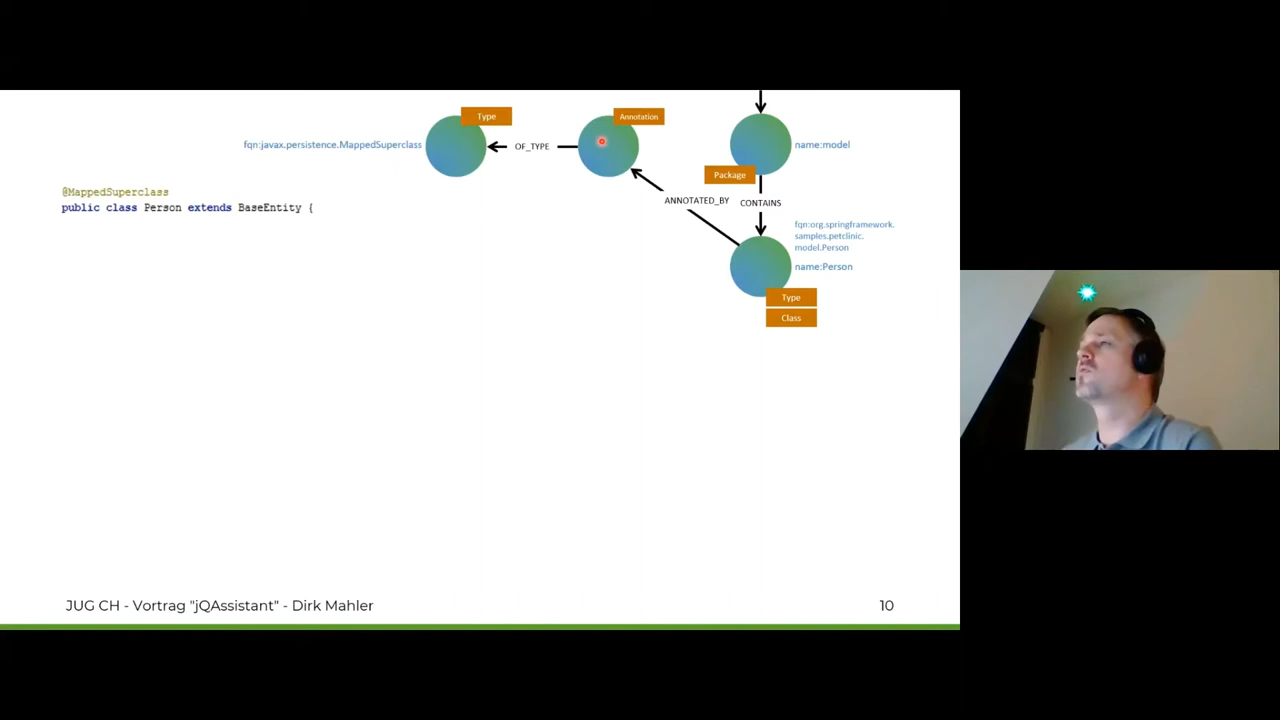 Type
Annotation
fqn:javax.persistence.MappedSuperclass
OF_TYPE
name:model
Package
@MappedSuperclass
public class Person extends BaseEntity {
ANNOTATED_BY
CONTAINS
fqn:org.springframework.
samples.petclinic.
model.Person
name:Person
Type
Class
JUG CH - Vortrag "jQAssistant" - Dirk Mahler
10